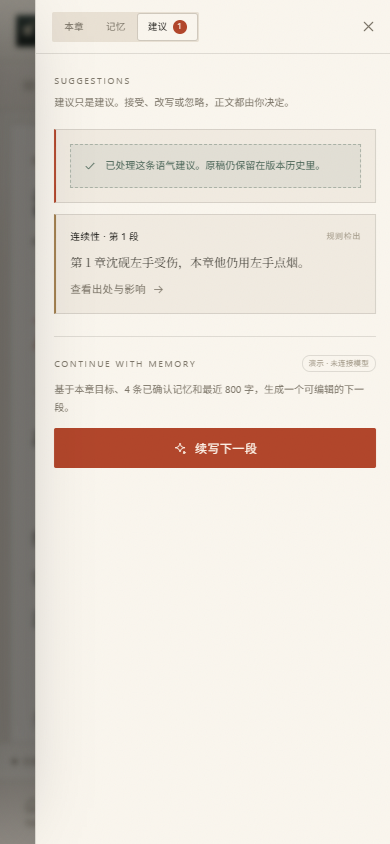 本章 记忆 建议 1
SUGGESTIONS
建议只是建议。接受、改写或忽略，正文都由你决定。
已处理这条语气建议。原稿仍保留在版本历史里。
连续性 · 第 1 段 规则检出
第 1 章沈砚左手受伤，本章他仍用左手点烟。
查看出处与影响 →
CONTINUE WITH MEMORY 演示 · 未连接模型
基于本章目标、4 条已确认记忆和最近 800 字，生成一个可编辑的下一
段。
续写下一段